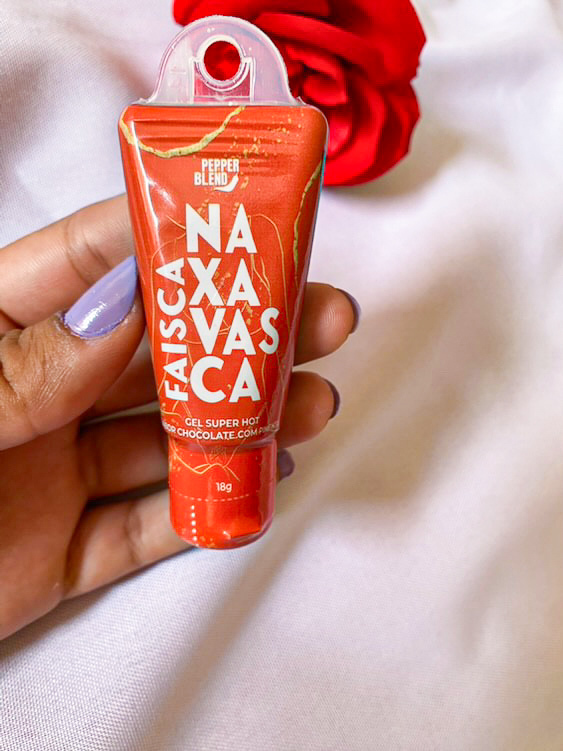 PEPPER
BLEND
FAISCA
NA
XA
VAS
CA
GEL SUPER HOT
CHOCOLATE COM
18g